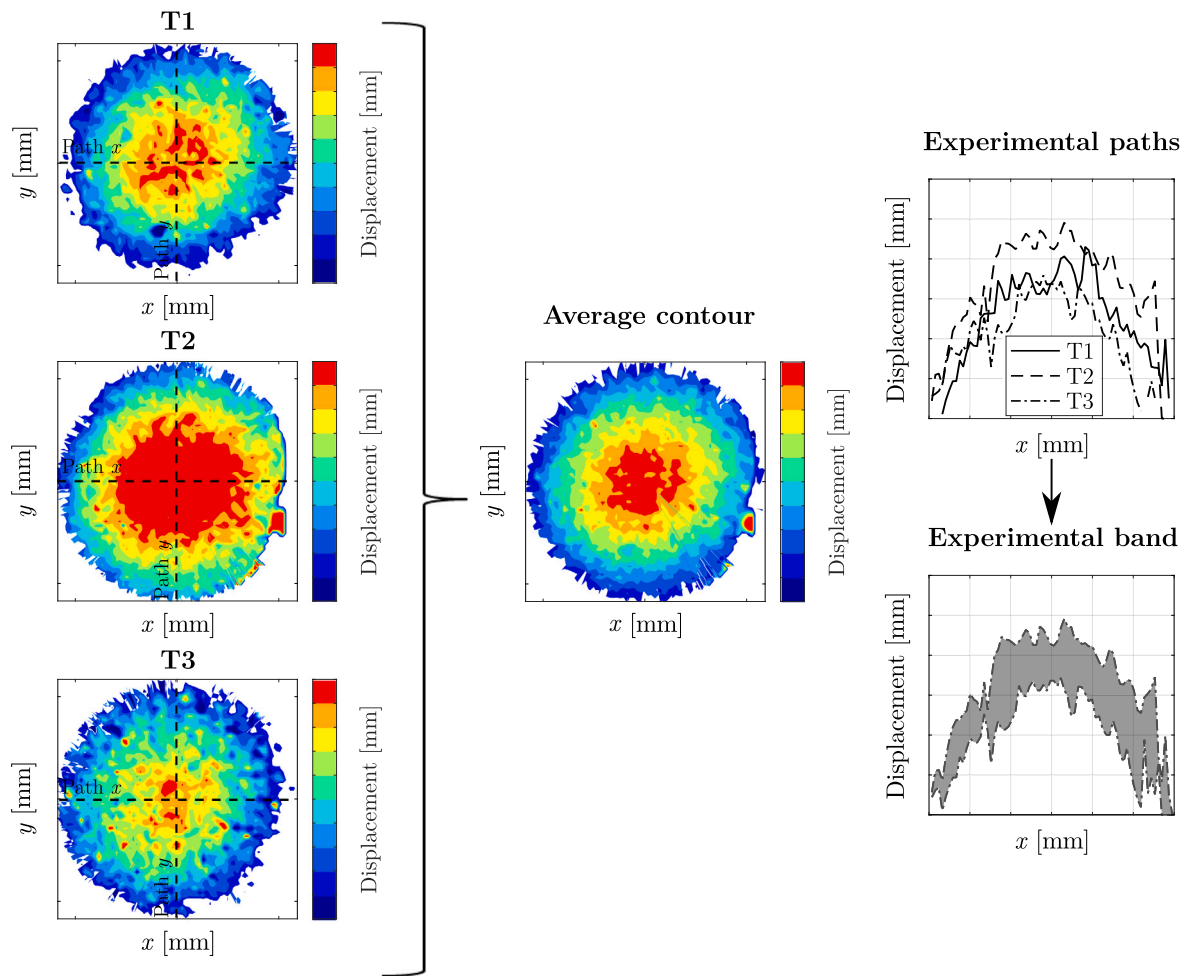 T1
Path x
Path y
y [mm]
x [mm]
Displacement [mm]
T2
Path x
Path y
y [mm]
x [mm]
Displacement [mm]
T3
Path x
Path y
y [mm]
x [mm]
Displacement [mm]
Average contour
y [mm]
x [mm]
Displacement [mm]
Experimental paths
Displacement [mm]
T1
T2
T3
x [mm]
Experimental band
Displacement [mm]
x [mm]